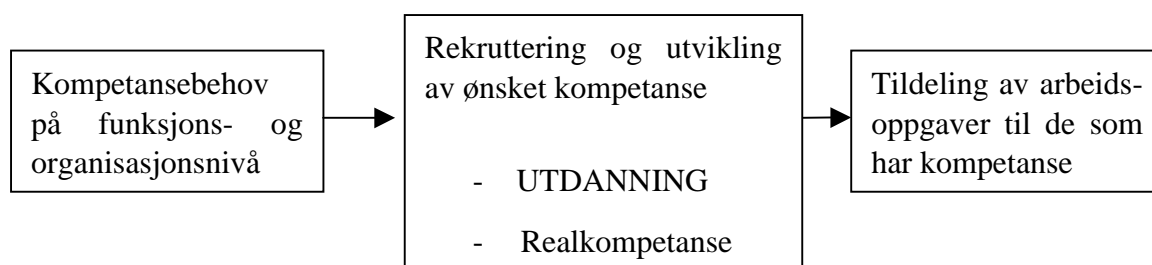 Kompetansebehov
på funksjons- og
organisasjonsnivå
Rekruttering og utvikling
av ønsket kompetanse
- UTDANNING
- Realkompetanse
Tildeling av arbeids-
oppgaver til de som
har kompetanse